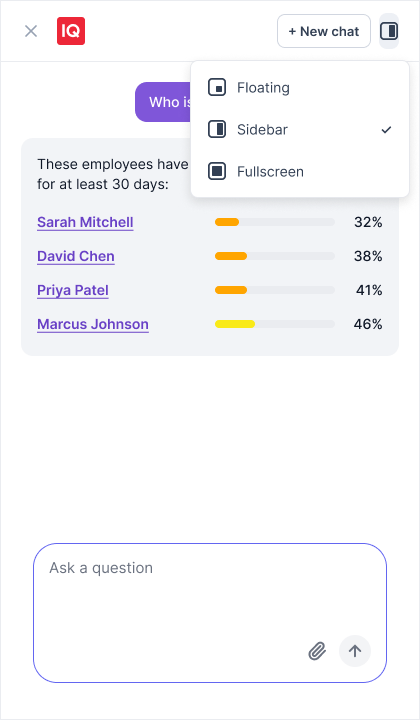 IQ
+ New chat
Floating
Sidebar
Fullscreen
Who is
These employees have
for at least 30 days:
Sarah Mitchell 32%
David Chen 38%
Priya Patel 41%
Marcus Johnson 46%
Ask a question